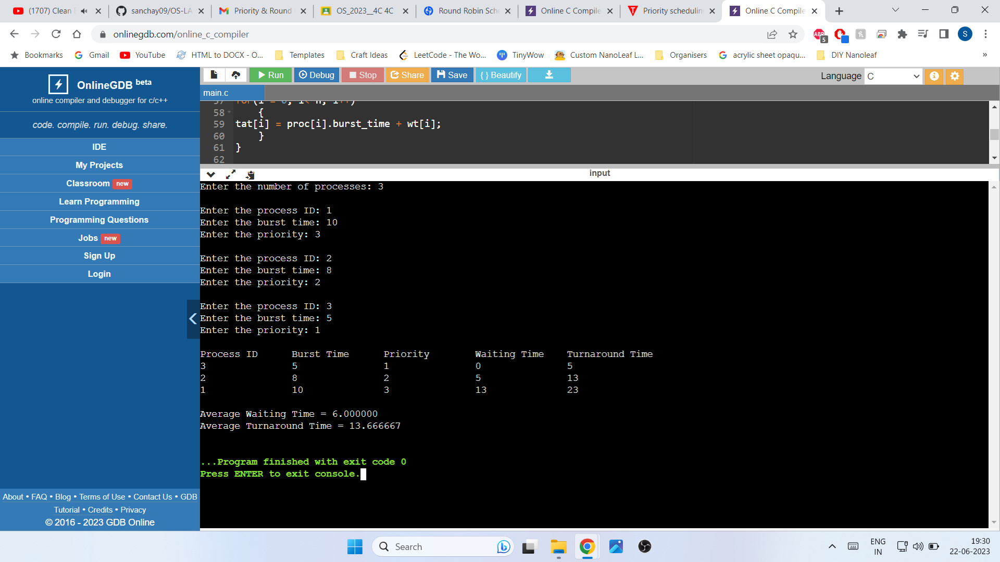 (1707) Clean
sanchay09/OS-LA
Priority & Round
OS_2023__4C 4C
Round Robin Sch
Online C Compile
Priority schedulin
Online C Compile
onlinegdb.com/online_c_compiler
ABP
5
S
Bookmarks
Gmail
YouTube
HTML to DOCX - O...
Templates
Craft Ideas
LeetCode - The Wo...
TinyWow
Custom NanoLeaf L...
Organisers
acrylic sheet opaqu...
DIY Nanoleaf
»
OnlineGDB beta
online compiler and debugger for c/c++
code. compile. run. debug. share.
IDE
My Projects
Classroom new
Learn Programming
Programming Questions
Jobs new
Sign Up
Login
About • FAQ • Blog • Terms of Use • Contact Us • GDB
Tutorial • Credits • Privacy
© 2016 - 2023 GDB Online
Run
Debug
Stop
Share
Save
{ } Beautify
Language C
main.c
57 for(i = 0; i< n; i++)
58 {
59 tat[i] = proc[i].burst_time + wt[i];
60 }
61 }
62
input
Enter the number of processes: 3
Enter the process ID: 1
Enter the burst time: 10
Enter the priority: 3
Enter the process ID: 2
Enter the burst time: 8
Enter the priority: 2
Enter the process ID: 3
Enter the burst time: 5
Enter the priority: 1
Process ID Burst Time Priority Waiting Time Turnaround Time
3 5 1 0 5
2 8 2 5 13
1 10 3 13 23
Average Waiting Time = 6.000000
Average Turnaround Time = 13.666667
...Program finished with exit code 0
Press ENTER to exit console.
Search
ENG
IN
19:30
22-06-2023